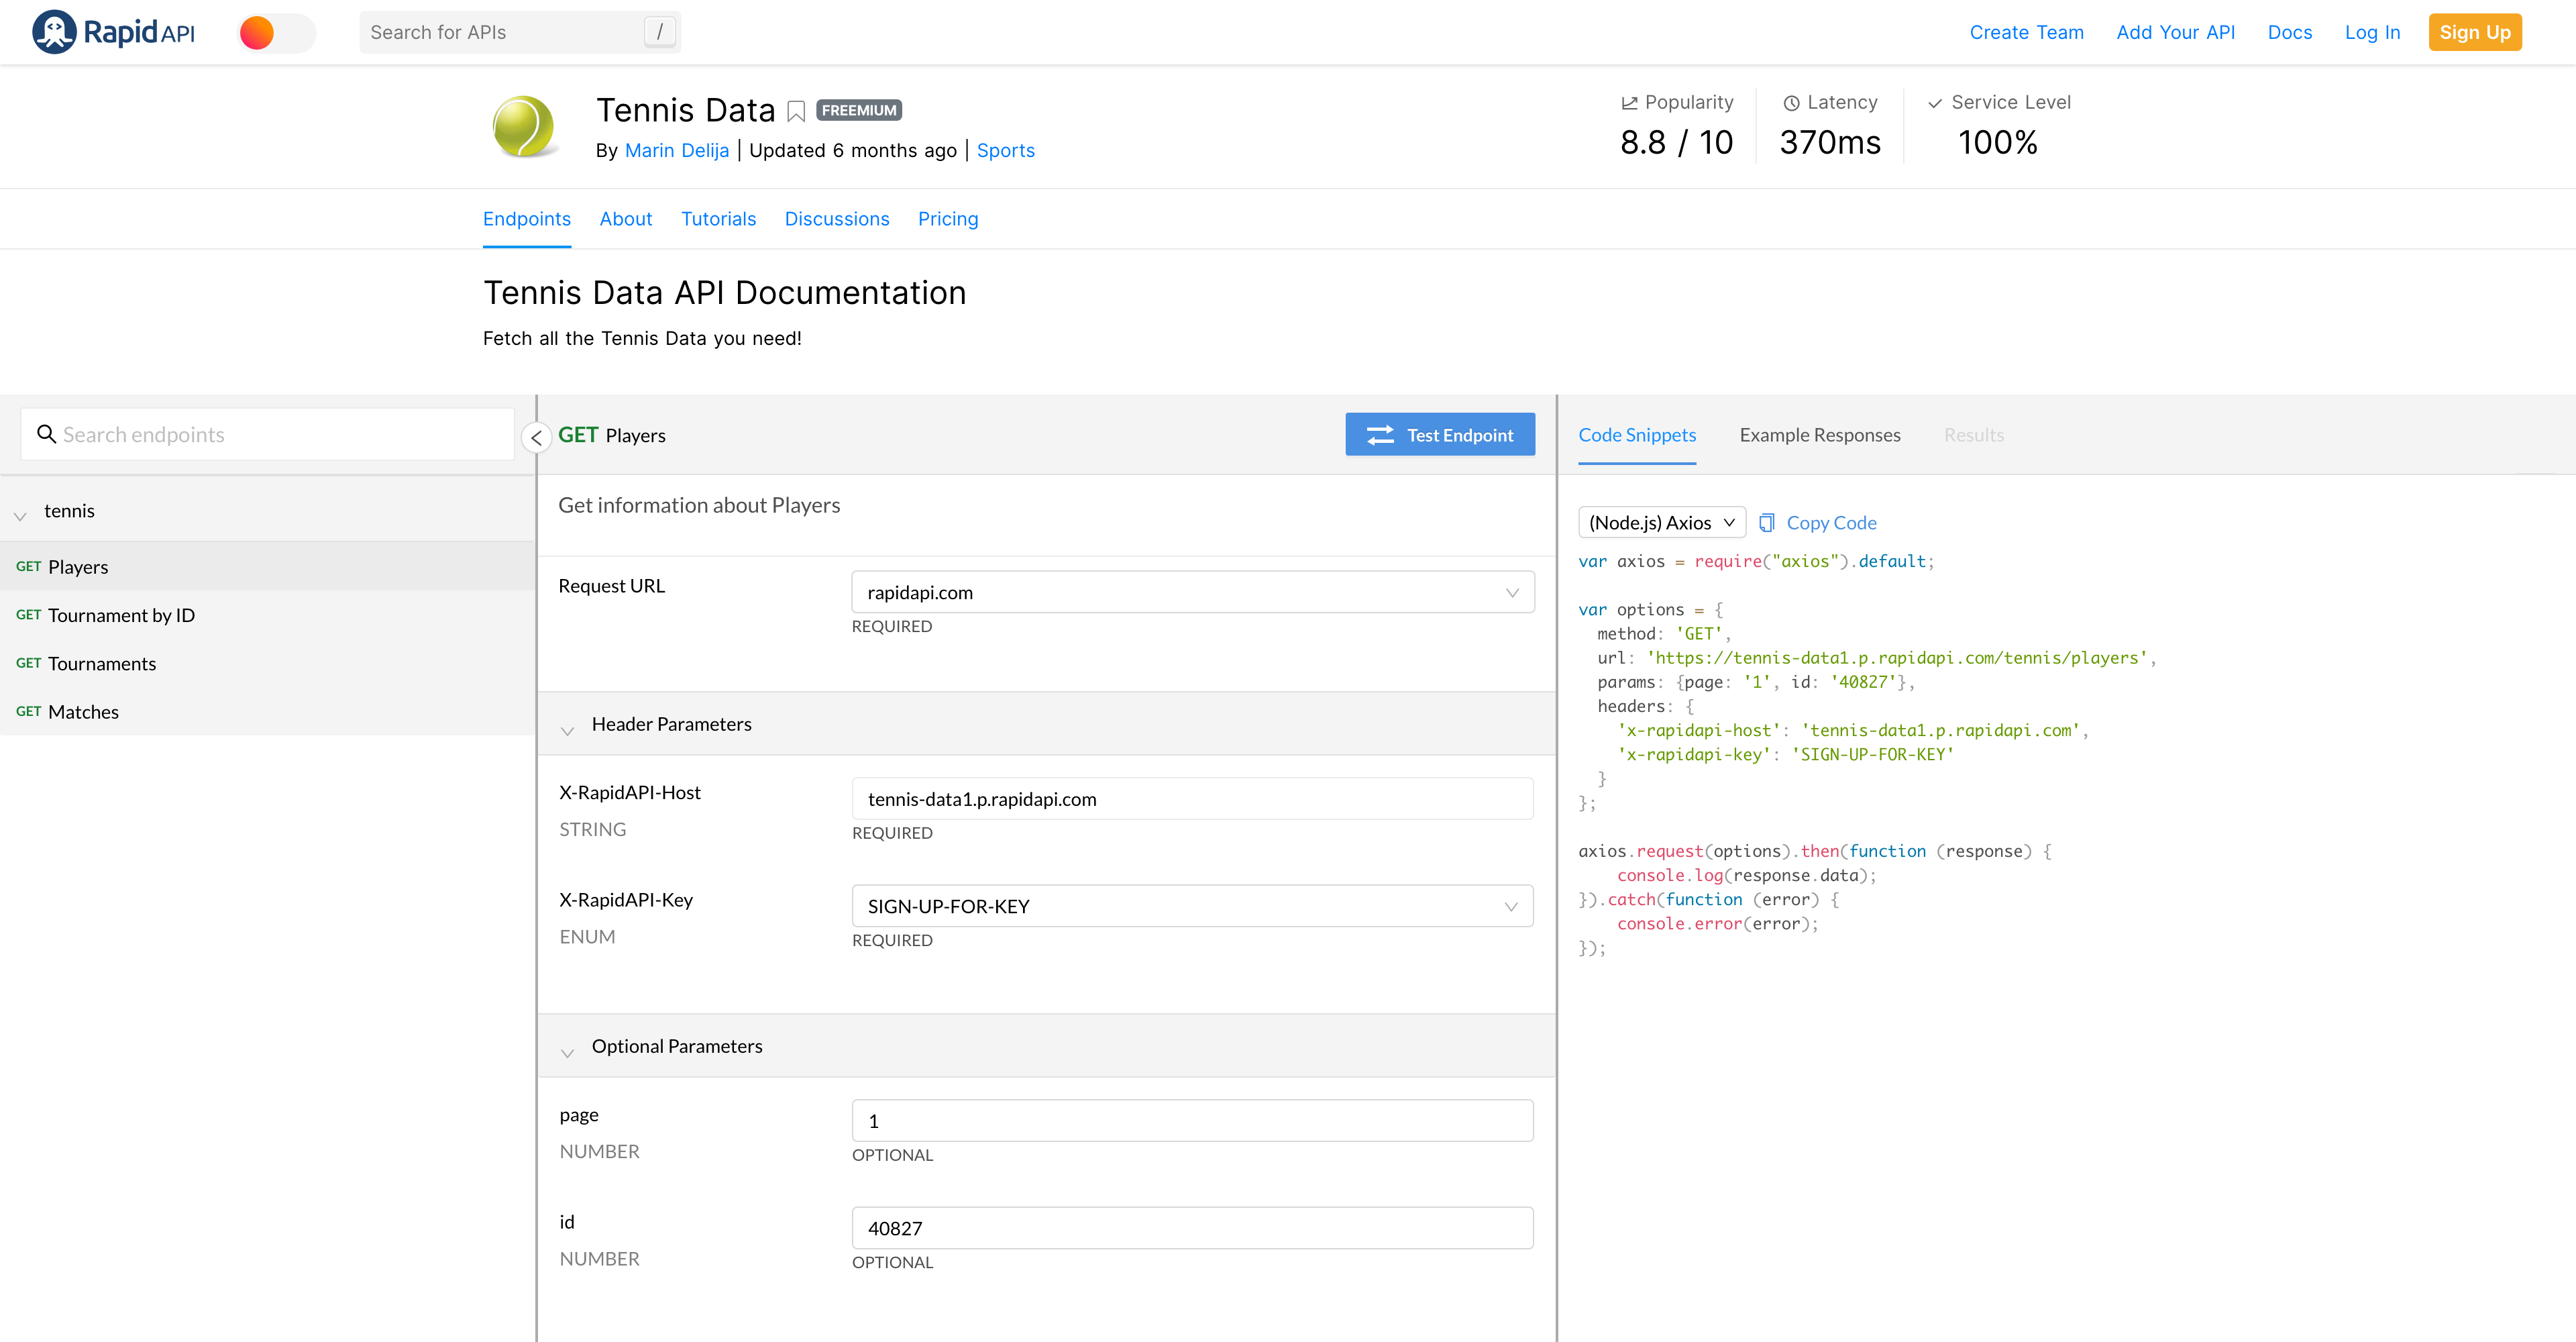 RapidAPI
Search for APIs /
Create Team Add Your API Docs Log In Sign Up
Tennis Data FREEMIUM
By Marin Delija | Updated 6 months ago | Sports
Popularity
8.8 / 10
Latency
370ms
Service Level
100%
Endpoints About Tutorials Discussions Pricing
Tennis Data API Documentation
Fetch all the Tennis Data you need!
Search endpoints
tennis
GET Players
GET Tournament by ID
GET Tournaments
GET Matches
GET Players
Test Endpoint
Get information about Players
Request URL
rapidapi.com
REQUIRED
Header Parameters
X-RapidAPI-Host
STRING
tennis-data1.p.rapidapi.com
REQUIRED
X-RapidAPI-Key
ENUM
SIGN-UP-FOR-KEY
REQUIRED
Optional Parameters
page
NUMBER
1
OPTIONAL
id
NUMBER
40827
OPTIONAL
Code Snippets Example Responses Results
(Node.js) Axios Copy Code
var axios = require("axios").default;
var options = {
method: 'GET',
url: 'https://tennis-data1.p.rapidapi.com/tennis/players',
params: {page: '1', id: '40827'},
headers: {
'x-rapidapi-host': 'tennis-data1.p.rapidapi.com',
'x-rapidapi-key': 'SIGN-UP-FOR-KEY'
}
};
axios.request(options).then(function (response) {
console.log(response.data);
}).catch(function (error) {
console.error(error);
});